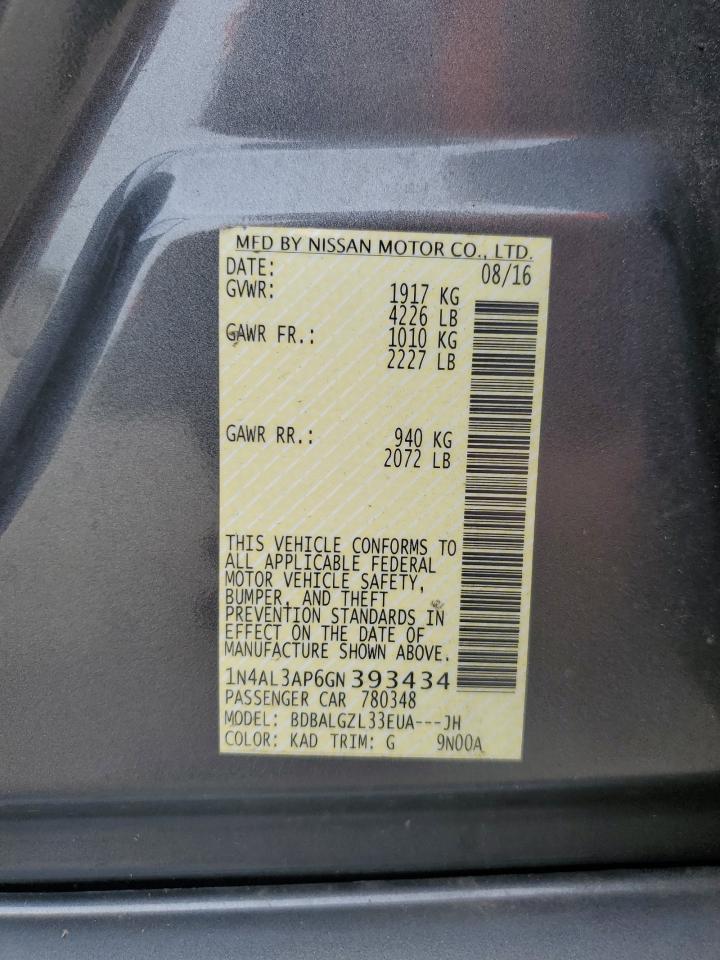 MFD BY NISSAN MOTOR CO., LTD.
DATE: 08/16
GVWR: 1917 KG
4226 LB
GAWR FR.: 1010 KG
2227 LB
GAWR RR.: 940 KG
2072 LB
THIS VEHICLE CONFORMS TO
ALL APPLICABLE FEDERAL
MOTOR VEHICLE SAFETY,
BUMPER, AND THEFT
PREVENTION STANDARDS IN
EFFECT ON THE DATE OF
MANUFACTURE SHOWN ABOVE.
1N4AL3AP6GN393434
PASSENGER CAR 780348
MODEL: BDBALGZL33EUA---JH
COLOR: KAD TRIM: G 9N00A